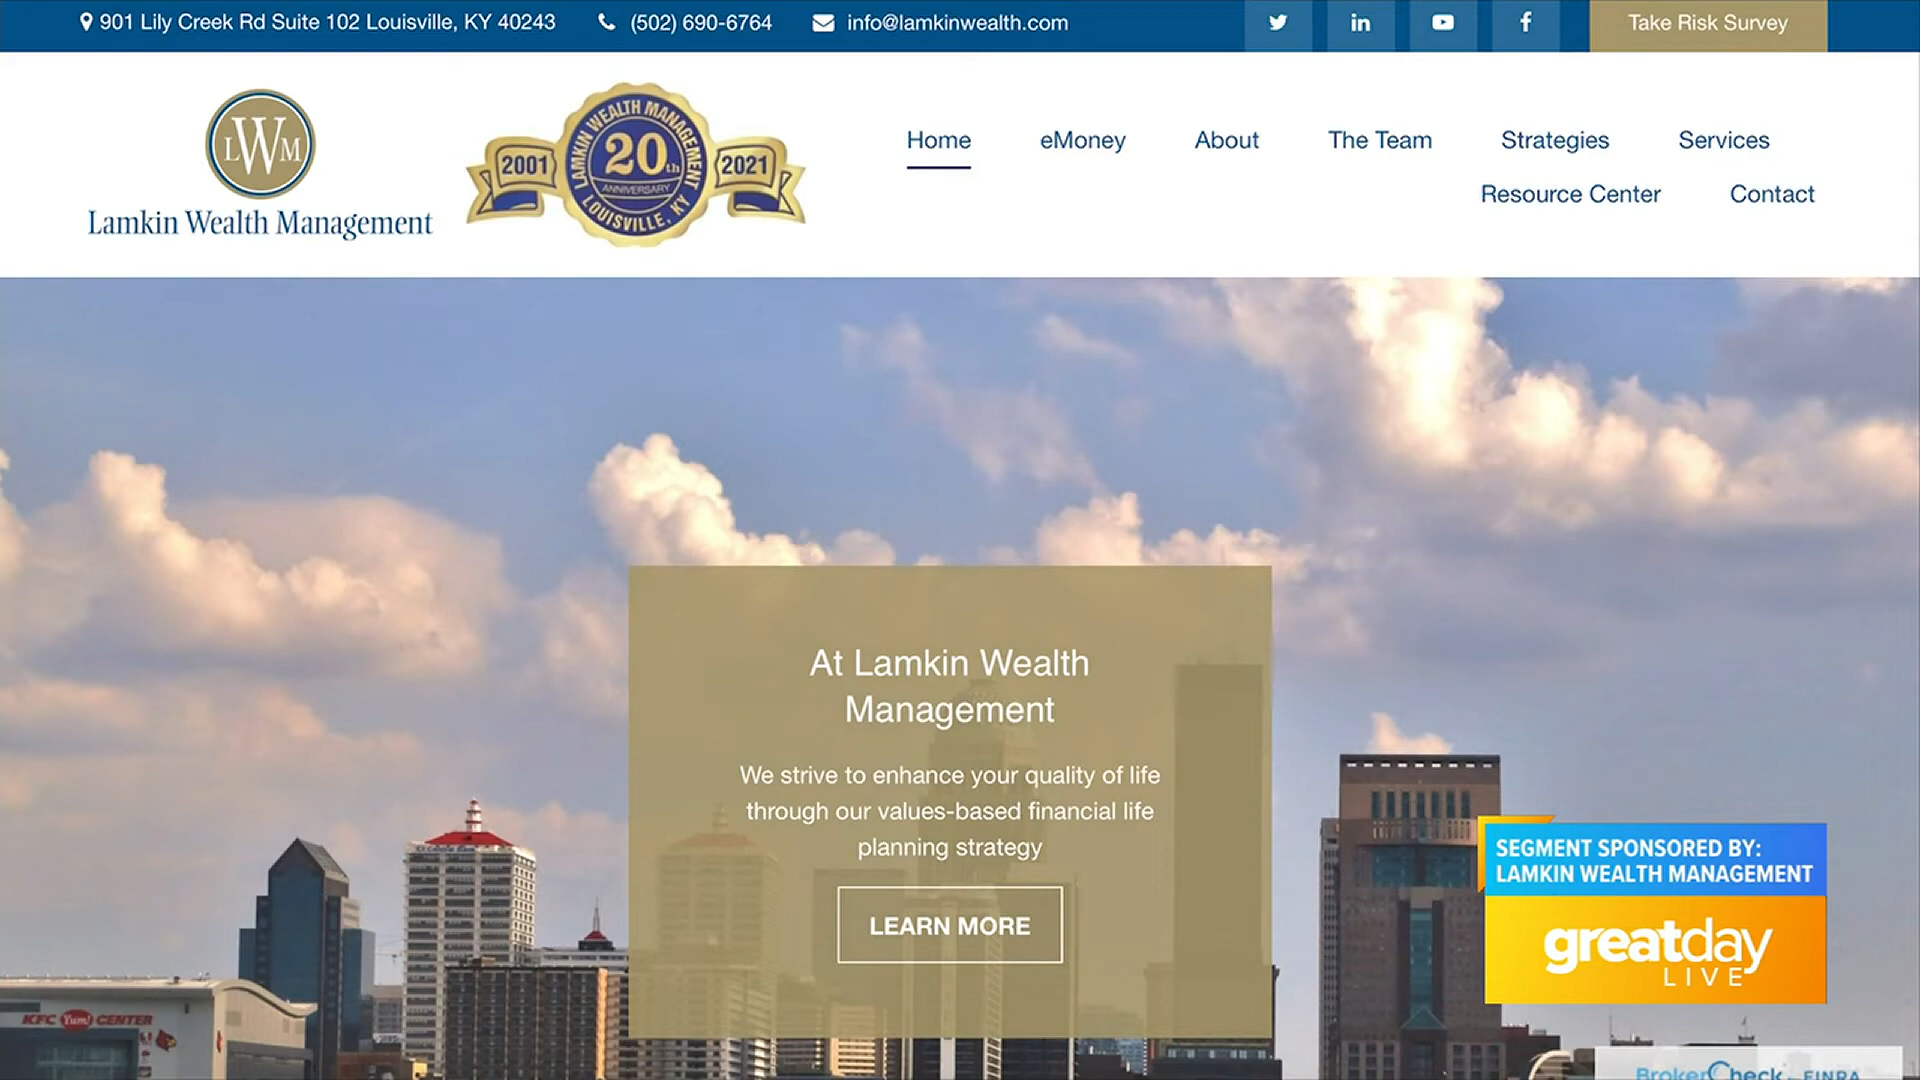 901 Lily Creek Rd Suite 102 Louisville, KY 40243
(502) 690-6764
info@lamkinwealth.com
Take Risk Survey
LWM
Lamkin Wealth Management
LAMKIN WEALTH MANAGEMENT
2001
20th
2021
ANNIVERSARY
LOUISVILLE, KY
Home
eMoney
About
The Team
Strategies
Services
Resource Center
Contact
At Lamkin Wealth
Management
We strive to enhance your quality of life
through our values-based financial life
planning strategy
LEARN MORE
SEGMENT SPONSORED BY:
LAMKIN WEALTH MANAGEMENT
greatday
LIVE
KFC Yum! CENTER
BrokerCheck FINRA